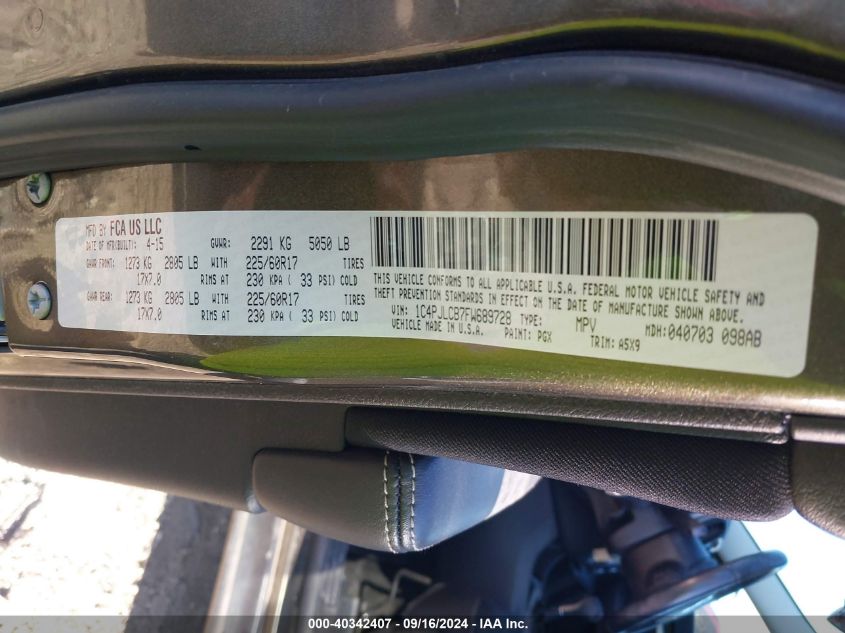 MFD BY FCA US LLC
DATE OF MFR(BUILT): 4-15 GVWR: 2291 KG 5050 LB
GAWR FRONT: 1273 KG 2805 LB WITH 225/60R17 TIRES
17X7.0 RIMS AT 230 KPA ( 33 PSI) COLD
GAWR REAR: 1273 KG 2805 LB WITH 225/60R17 TIRES
17X7.0 RIMS AT 230 KPA ( 33 PSI) COLD
THIS VEHICLE CONFORMS TO ALL APPLICABLE U.S.A. FEDERAL MOTOR VEHICLE SAFETY AND
THEFT PREVENTION STANDARDS IN EFFECT ON THE DATE OF MANUFACTURE SHOWN ABOVE.
VIN: 1C4PJLCB7FW689728 TYPE: MPV MDH:040703 098AB
VEHICLE MADE IN U.S.A. PAINT: PGX TRIM: A5X9
000-40342407 - 09/16/2024 - IAA Inc.